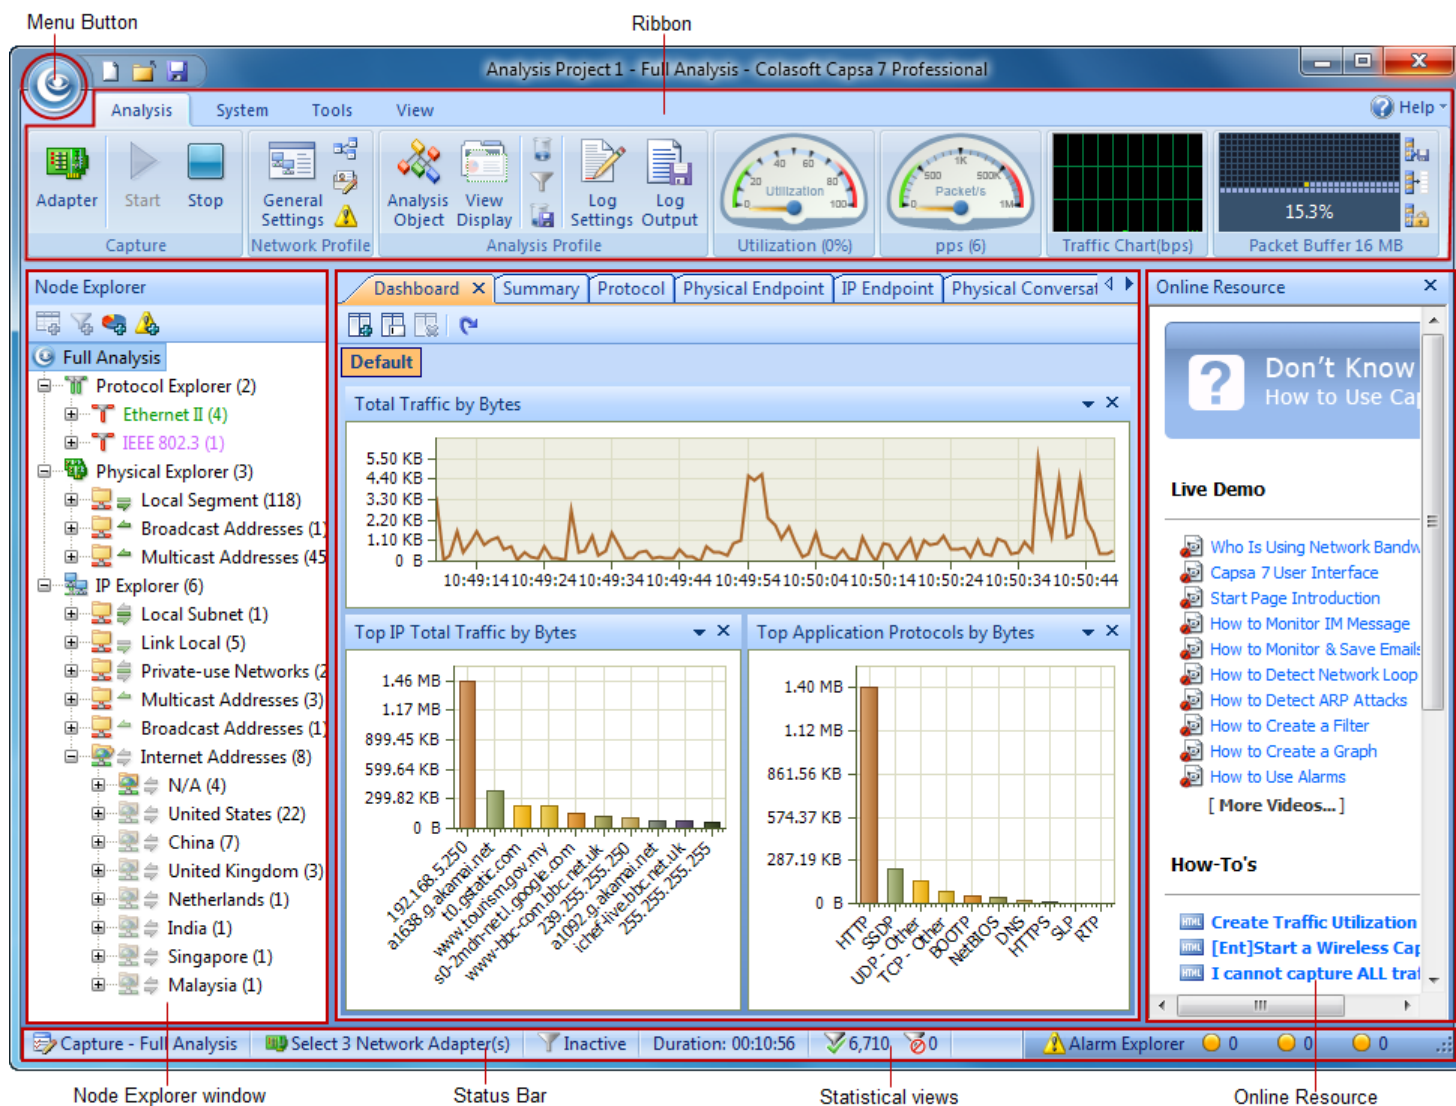 Menu Button
Ribbon
Analysis Project 1 - Full Analysis - Colasoft Capsa 7 Professional
Analysis System Tools View Help
Adapter Start Stop
Capture
General Settings
Network Profile
Analysis Object
View Display
Log Settings
Log Output
Analysis Profile
20 40 60 80 100
0
Utilization
Utilization (0%)
0 500 1K 500K 1M
Packet/s
pps (6)
Traffic Chart(bps)
15.3%
Packet Buffer 16 MB
Node Explorer
Full Analysis
Protocol Explorer (2)
Ethernet II (4)
IEEE 802.3 (1)
Physical Explorer (3)
Local Segment (118)
Broadcast Addresses (1)
Multicast Addresses (45
IP Explorer (6)
Local Subnet (1)
Link Local (5)
Private-use Networks (2
Multicast Addresses (3)
Broadcast Addresses (1)
Internet Addresses (8)
N/A (4)
United States (22)
China (7)
United Kingdom (3)
Netherlands (1)
India (1)
Singapore (1)
Malaysia (1)
Dashboard Summary Protocol Physical Endpoint IP Endpoint Physical Conversat
Default
Total Traffic by Bytes
5.50 KB
4.40 KB
3.30 KB
2.20 KB
1.10 KB
0 B
10:49:14 10:49:24 10:49:34 10:49:44 10:49:54 10:50:04 10:50:14 10:50:24 10:50:34 10:50:44
Top IP Total Traffic by Bytes
1.46 MB
1.17 MB
899.45 KB
599.64 KB
299.82 KB
0 B
192.168.5.250
a1638.g.akamai.net
t0.gstatic.com
www.tourism.gov.my
s0-2mdn-net.l.google.com
www-bbc-com.bbc.net.uk
239.255.255.250
a1092.g.akamai.net
ichef-live.bbc.net.uk
255.255.255.255
Top Application Protocols by Bytes
1.40 MB
1.12 MB
861.56 KB
574.37 KB
287.19 KB
0 B
HTTP
SSDP
UDP - Other
TCP - Other
BOOTP
NetBIOS
DNS
HTTPS
SLP
RTP
Online Resource
Don't Know
How to Use Cap
Live Demo
Who Is Using Network Bandw
Capsa 7 User Interface
Start Page Introduction
How to Monitor IM Message
How to Monitor & Save Emails
How to Detect Network Loop
How to Detect ARP Attacks
How to Create a Filter
How to Create a Graph
How to Use Alarms
[ More Videos... ]
How-To's
HTML Create Traffic Utilization
HTML [Ent]Start a Wireless Cap
HTML I cannot capture ALL traf
Capture - Full Analysis Select 3 Network Adapter(s) Inactive Duration: 00:10:56 6,710 0 Alarm Explorer 0 0 0
Node Explorer window
Status Bar
Statistical views
Online Resource